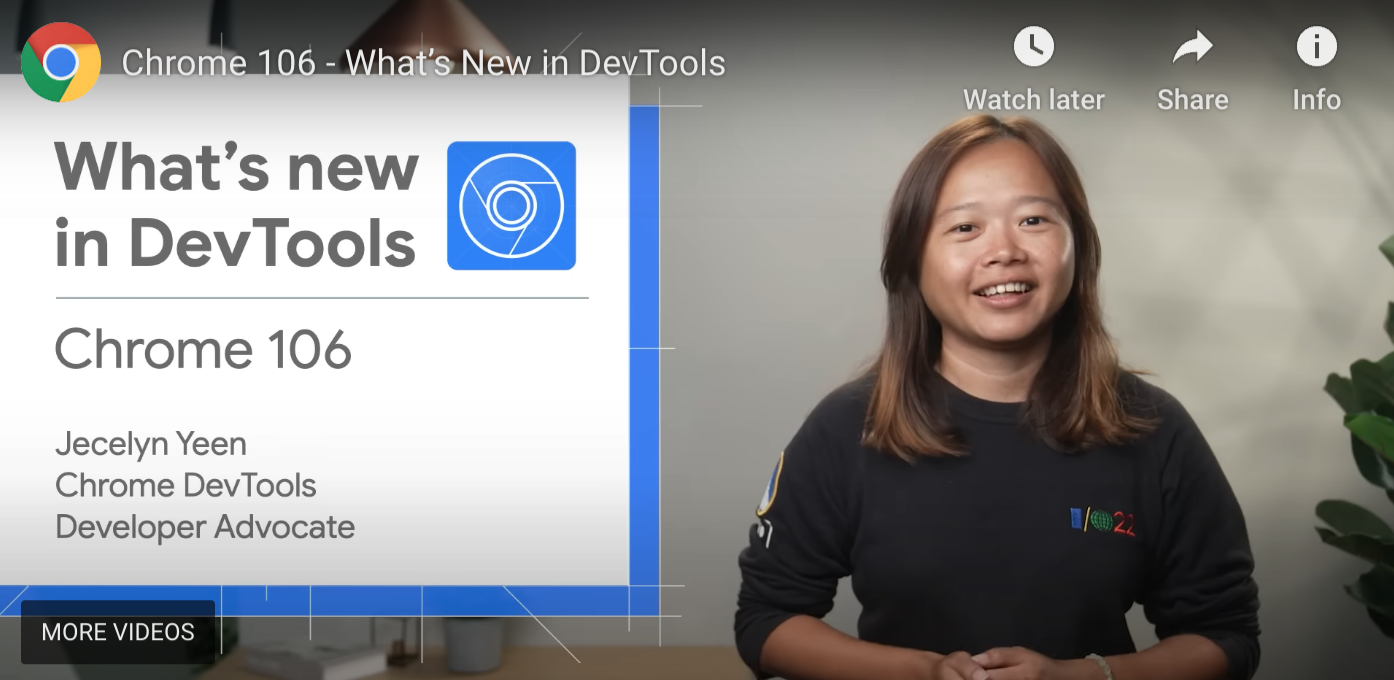 Chrome 106 - What's New in DevTools
Watch later
Share
Info
What's new
in DevTools
Chrome 106
Jecelyn Yeen
Chrome DevTools
Developer Advocate
I/O22
MORE VIDEOS